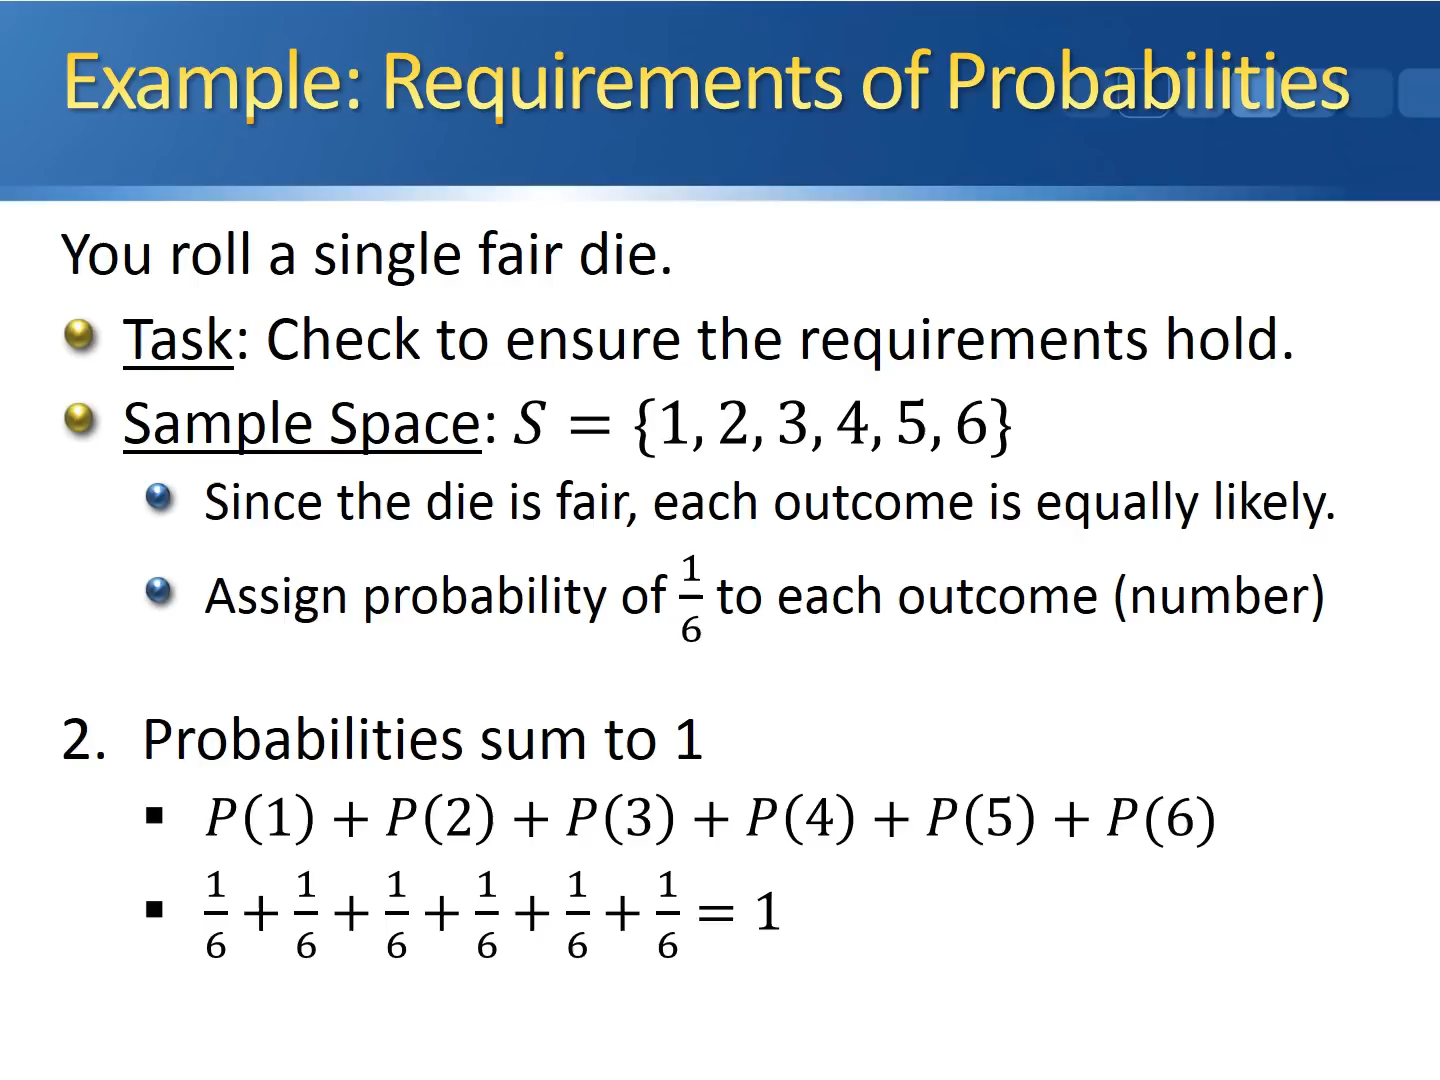 Example: Requirements of Probabilities
You roll a single fair die.
Task: Check to ensure the requirements hold.
Sample Space: S = {1, 2, 3, 4, 5, 6}
Since the die is fair, each outcome is equally likely.
Assign probability of 1/6 to each outcome (number)
2. Probabilities sum to 1
P(1) + P(2) + P(3) + P(4) + P(5) + P(6)
1/6 + 1/6 + 1/6 + 1/6 + 1/6 + 1/6 = 1